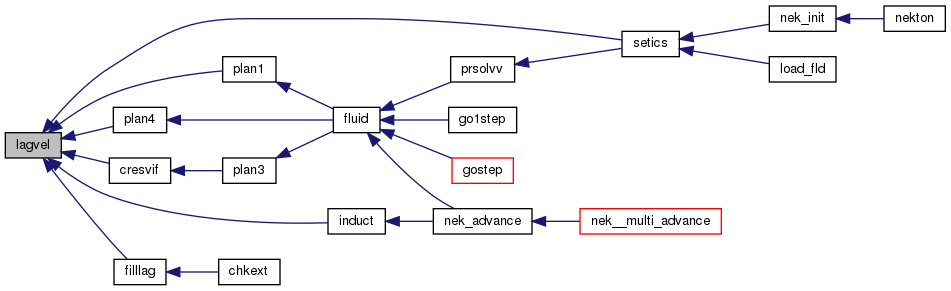 nek_init
nekton
setics
plan1
prsolvv
load_fld
plan4
fluid
go1step
lagvel
cresvif
plan3
gostep
induct
nek_advance
nek__multi_advance
filllag
chkext